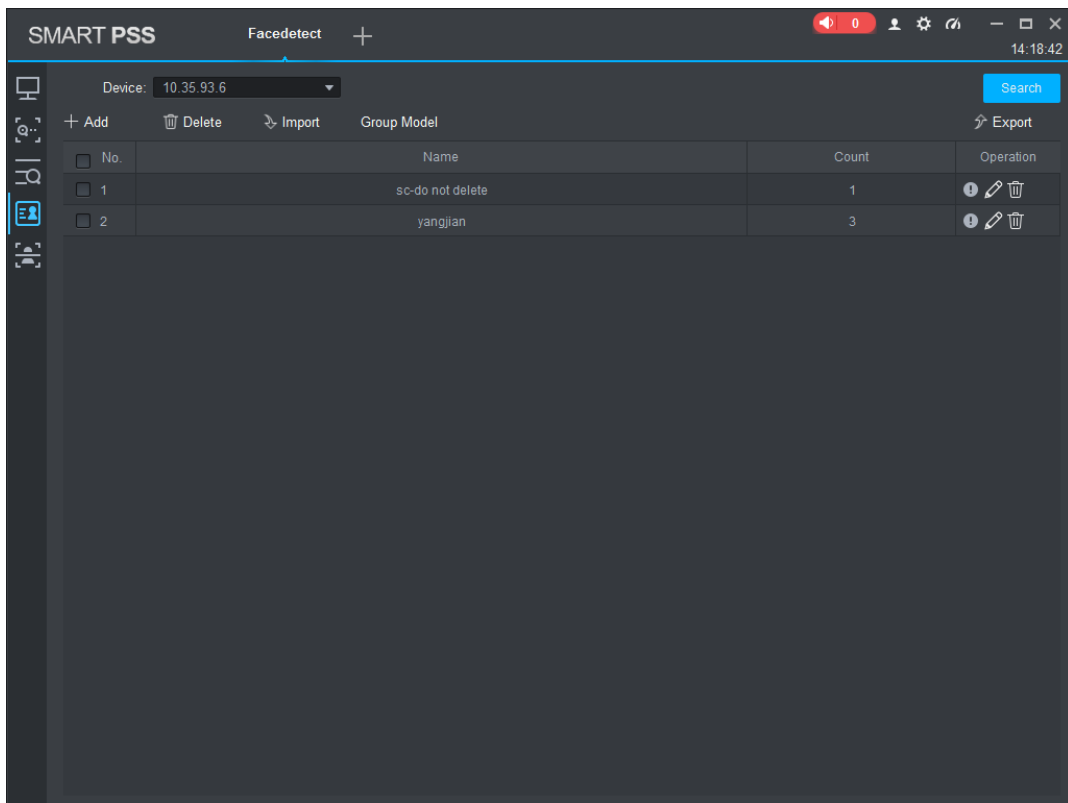 SMART PSS Facedetect 0
14:18:42
Device: 10.35.93.6 Search
Add Delete Import Group Model Export
No. Name Count Operation
1 sc-do not delete 1
2 yangjian 3